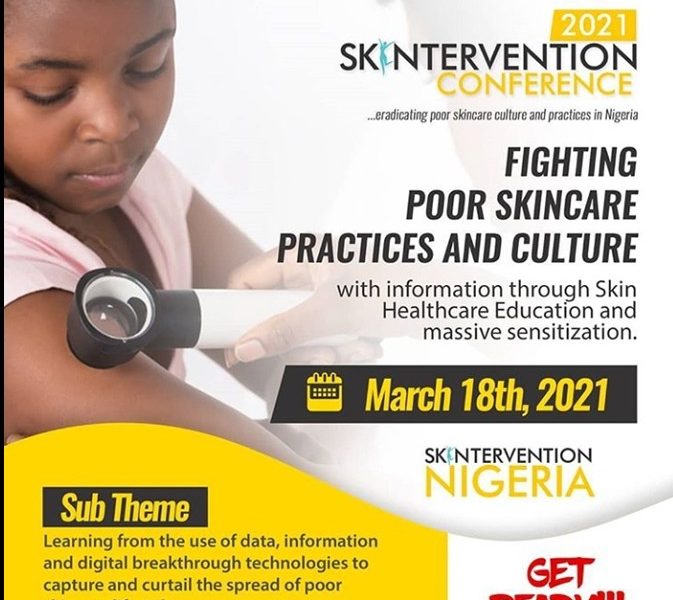 2021
SKINTERVENTION
CONFERENCE
...eradicating poor skincare culture and practices in Nigeria
FIGHTING
POOR SKINCARE
PRACTICES AND CULTURE
with information through Skin
Healthcare Education and
massive sensitization.
March 18th, 2021
SKINTERVENTION
NIGERIA
Sub Theme
Learning from the use of data, information
and digital breakthrough technologies to
capture and curtail the spread of poor
GET
READY!!!